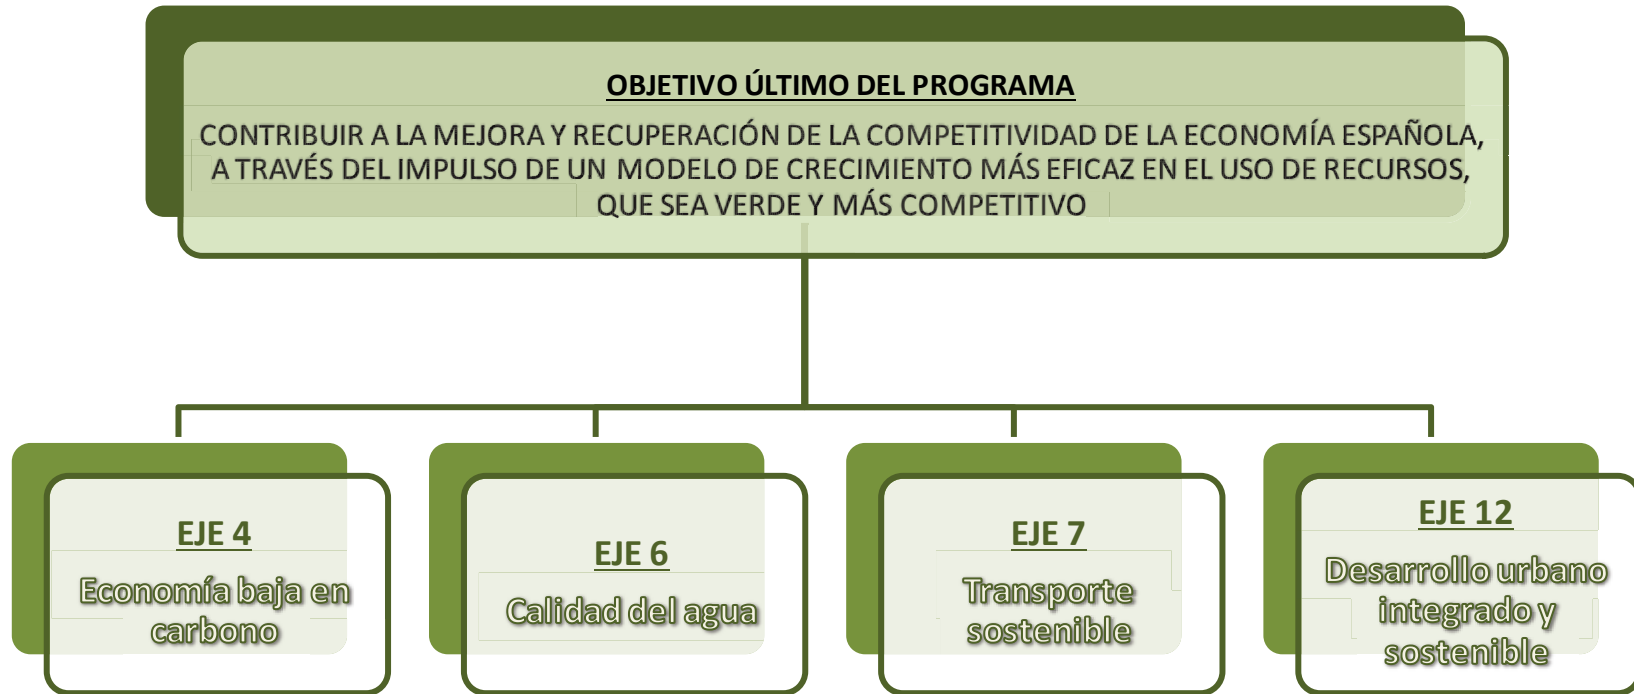 OBJETIVO ÚLTIMO DEL PROGRAMA
CONTRIBUIR A LA MEJORA Y RECUPERACIÓN DE LA COMPETITIVIDAD DE LA ECONOMÍA ESPAÑOLA,
A TRAVÉS DEL IMPULSO DE UN MODELO DE CRECIMIENTO MÁS EFICAZ EN EL USO DE RECURSOS,
QUE SEA VERDE Y MÁS COMPETITIVO
EJE 4
Economía baja en
carbono
EJE 6
Calidad del agua
EJE 7
Transporte
sostenible
EJE 12
Desarrollo urbano
integrado y
sostenible